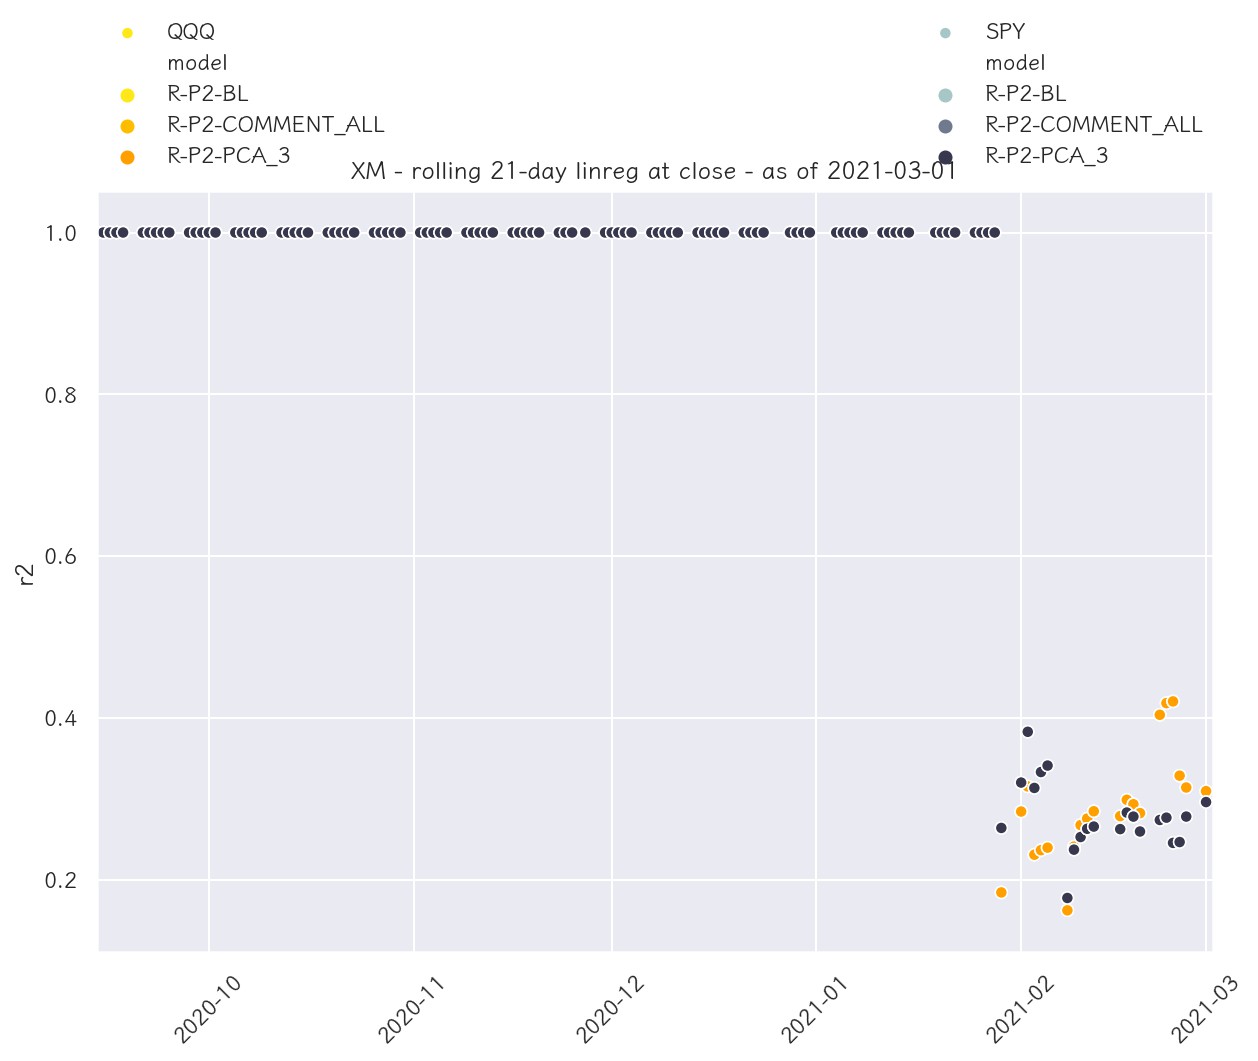 QQQ
model
R-P2-BL
R-P2-COMMENT_ALL
R-P2-PCA_3
SPY
model
R-P2-BL
R-P2-COMMENT_ALL
R-P2-PCA_3
XM - rolling 21-day linreg at close - as of 2021-03-01
1.0
0.8
0.6
0.4
0.2
r2
2020-10
2020-11
2020-12
2021-01
2021-02
2021-03